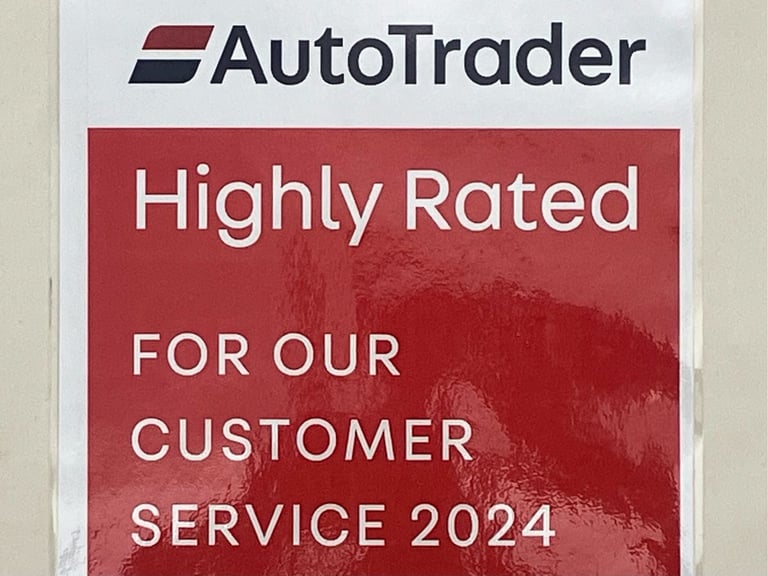 AutoTrader
Highly Rated
FOR OUR
CUSTOMER
SERVICE 2024